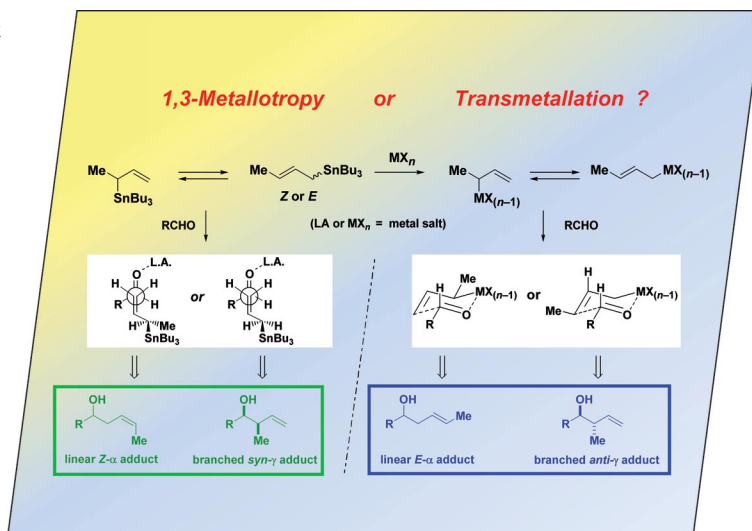 1,3-Metallotropy or Transmetallation ?
Me
SnBu3
Me
SnBu3
Z or E
MXn
Me
MX(n–1)
Me
MX(n–1)
RCHO
(LA or MXn = metal salt)
RCHO
L.A.
O
H
H
R
H
H
Me
SnBu3
or
L.A.
O
H
H
R
H
H
H
SnBu3
Me
H
MX(n–1)
O
R
or
H
H
MX(n–1)
Me
O
R
OH
R
Me
linear Z-α adduct
OH
R
Me
branched syn-γ adduct
OH
R
Me
linear E-α adduct
OH
R
Me
branched anti-γ adduct